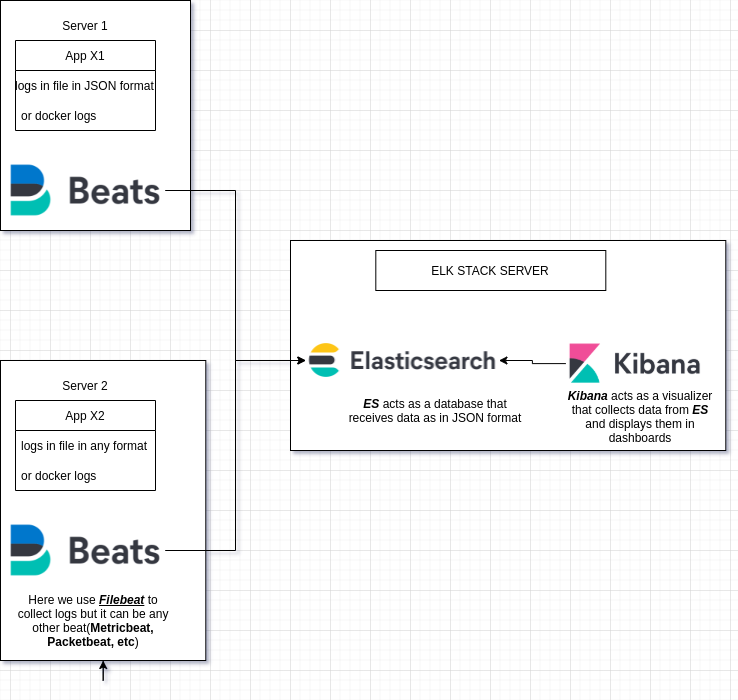 Server 1
App X1
logs in file in JSON format
or docker logs
Beats
ELK STACK SERVER
Elasticsearch
Kibana
ES acts as a database that
receives data as in JSON format
Kibana acts as a visualizer
that collects data from ES
and displays them in
dashboards
Server 2
App X2
logs in file in any format
or docker logs
Beats
Here we use Filebeat to
collect logs but it can be any
other beat(Metricbeat,
Packetbeat, etc)